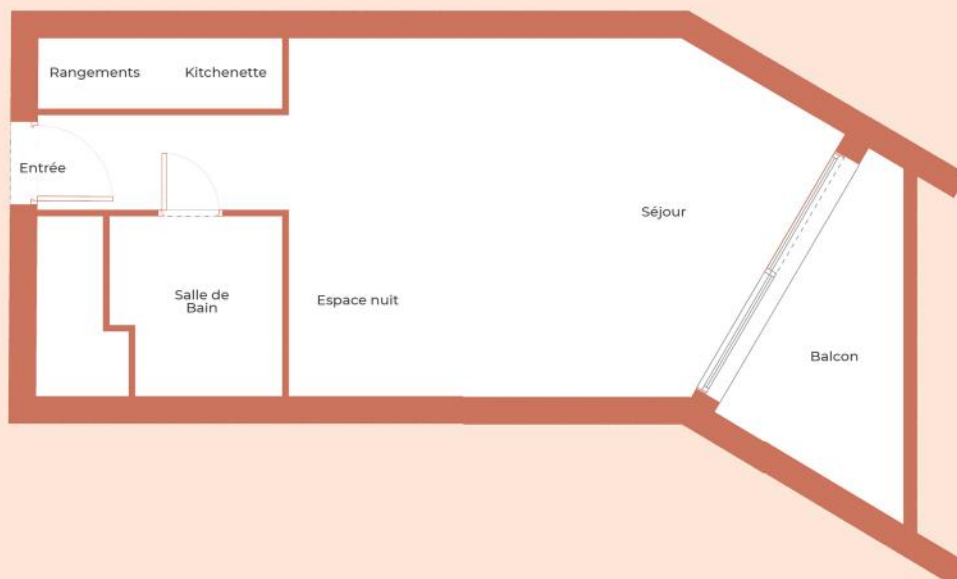 Rangements
Kitchenette
Entrée
Séjour
Salle de
Bain
Espace nuit
Balcon